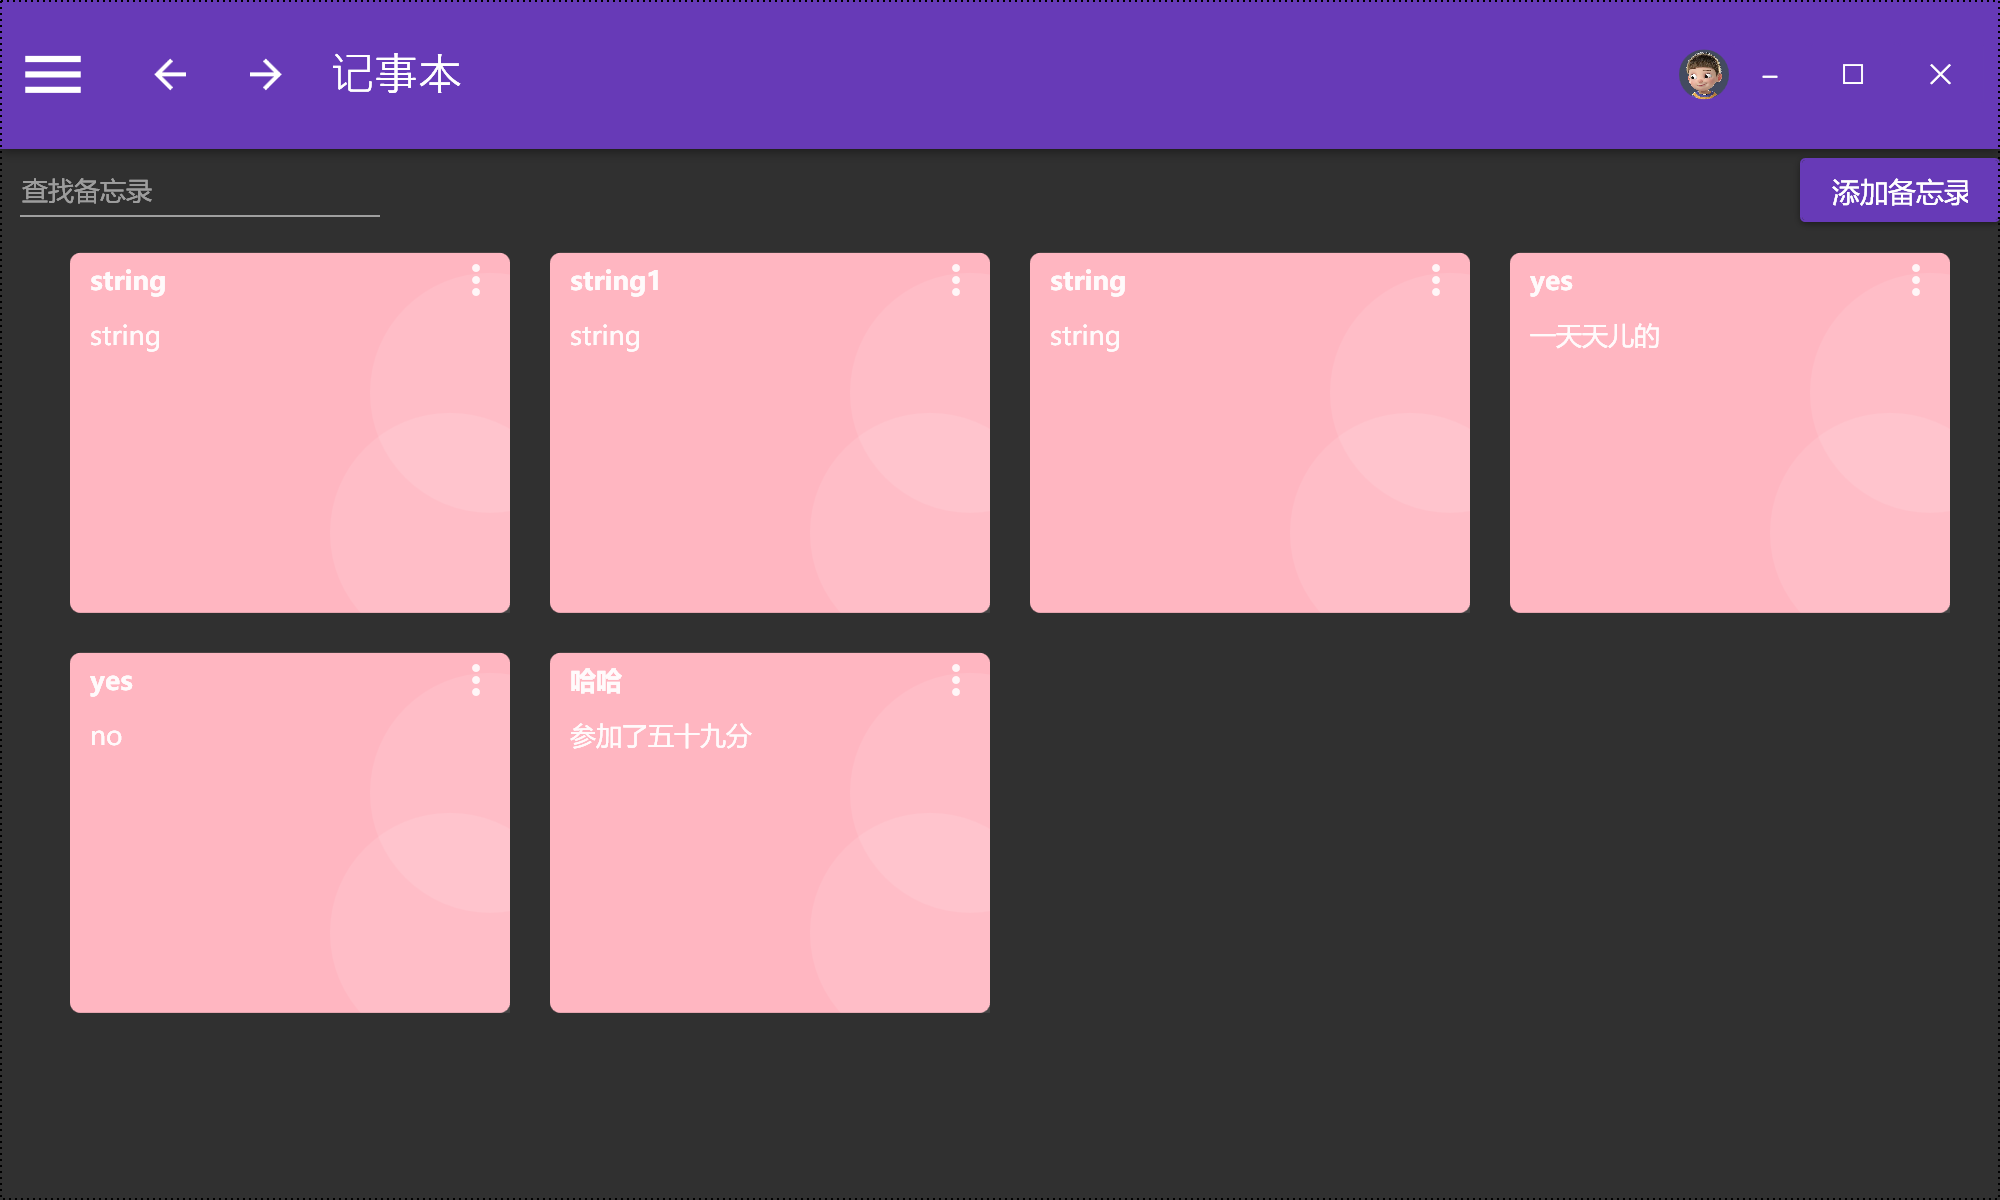 记事本
查找备忘录
添加备忘录
string
string
string1
string
string
string
yes
一天天儿的
yes
no
哈哈
参加了五十九分